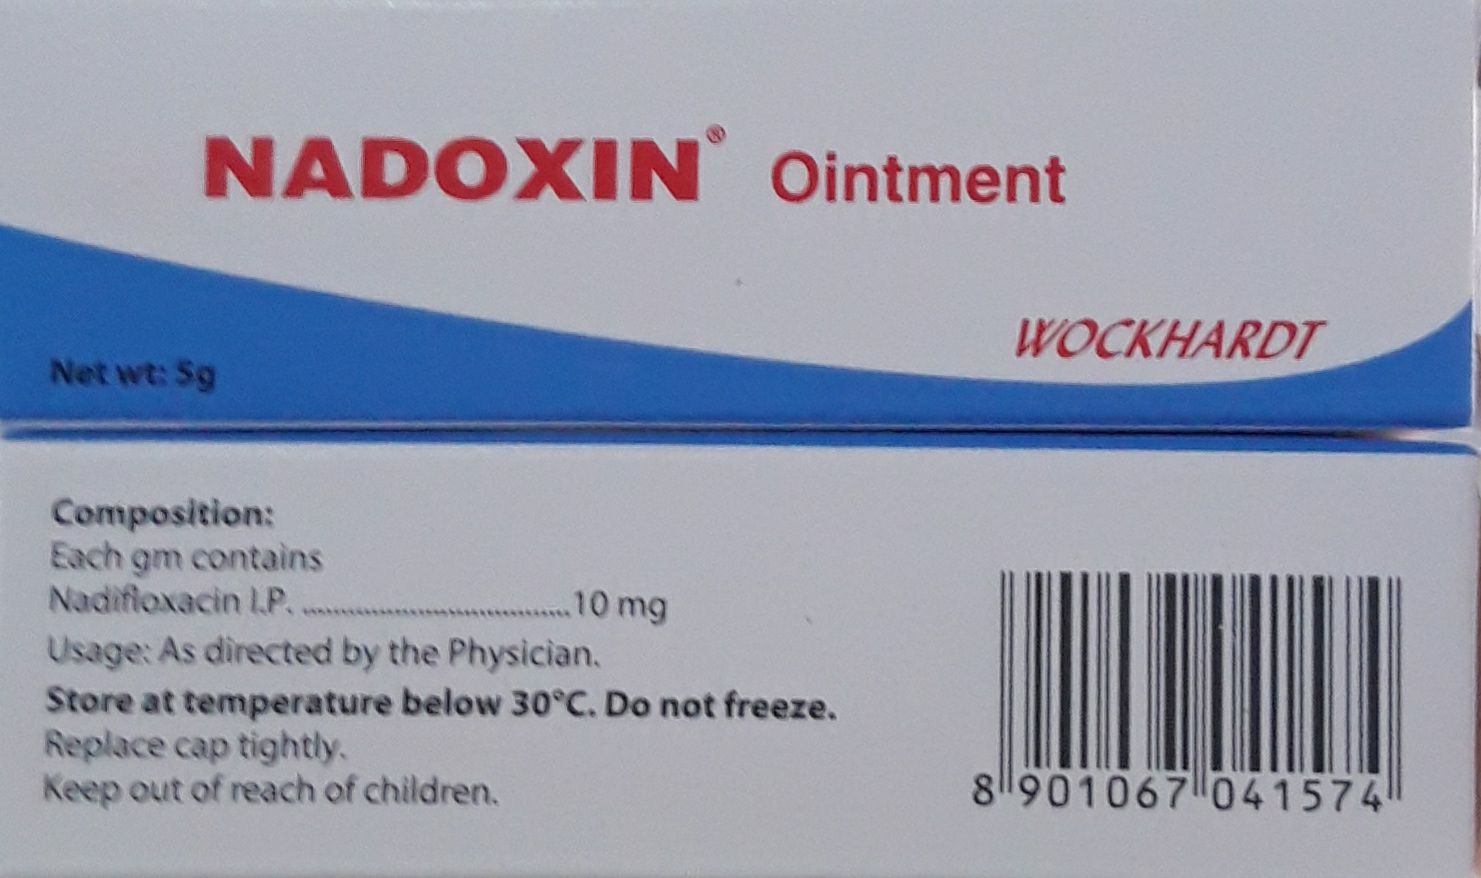 NADOXIN® Ointment
WOCKHARDT
Net wt: 5g
Composition:
Each gm contains
Nadifloxacin I.P. ....................................10 mg
Usage: As directed by the Physician.
Store at temperature below 30°C. Do not freeze.
Replace cap tightly.
Keep out of reach of children.
8 901067 041574